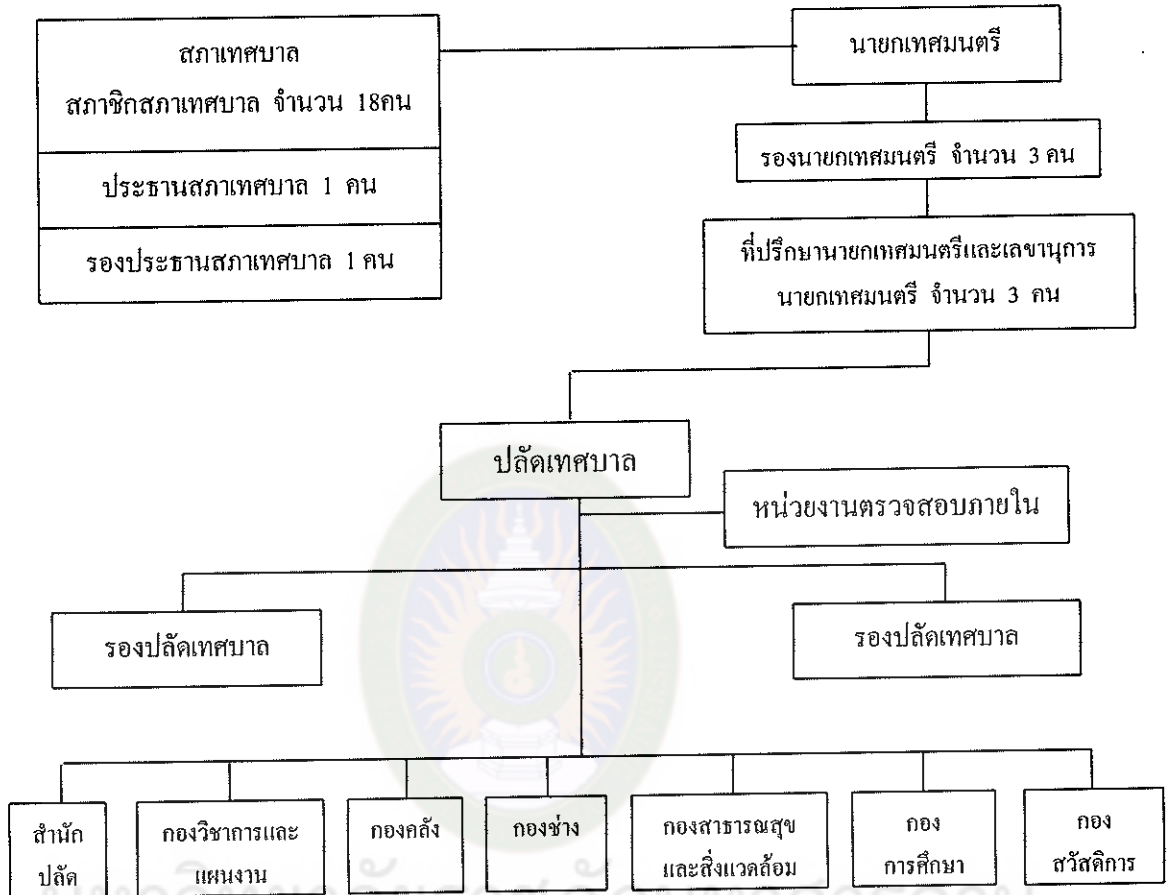 สภาเทศบาล
สภาชิกสภาเทศบาล จำนวน 18คน
ประธานสภาเทศบาล 1 คน
รองประธานสภาเทศบาล 1 คน
นายกเทศมนตรี
รองนายกเทศมนตรี จำนวน 3 คน
ที่ปรึกษานายกเทศมนตรีและเลขานุการ
นายกเทศมนตรี จำนวน 3 คน
ปลัดเทศบาล
หน่วยงานตรวจสอบภายใน
รองปลัดเทศบาล
รองปลัดเทศบาล
สำนัก
ปลัด
กองวิชาการและ
แผนงาน
กองคลัง
กองช่าง
กองสาธารณสุข
และสิ่งแวดล้อม
กอง
การศึกษา
กอง
สวัสดิการ